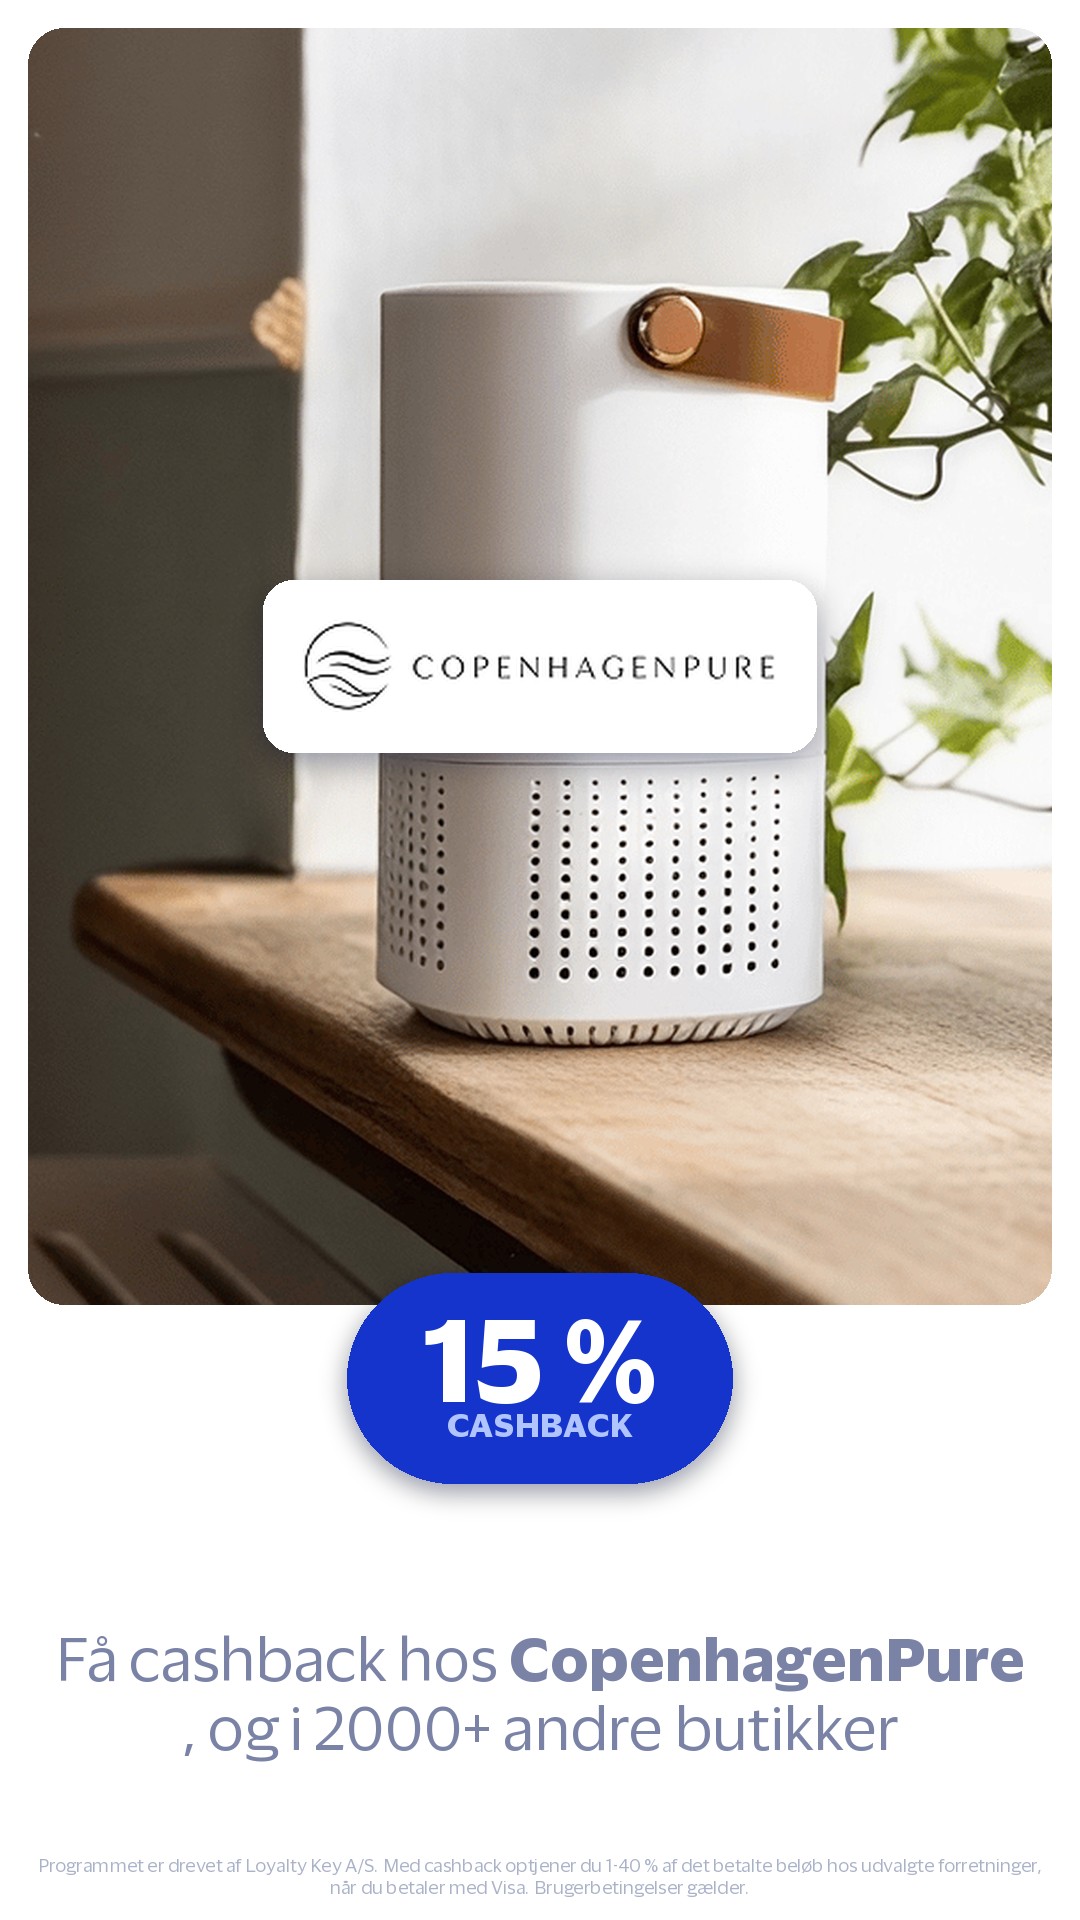 COPENHAGENPURE
15 %
CASHBACK
Få cashback hos CopenhagenPure
, og i 2000+ andre butikker
Programmet er drevet af Loyalty Key A/S. Med cashback optjener du 1-40 % af det betalte beløb hos udvalgte forretninger,
når du betaler med Visa. Brugerbetingelser gælder.